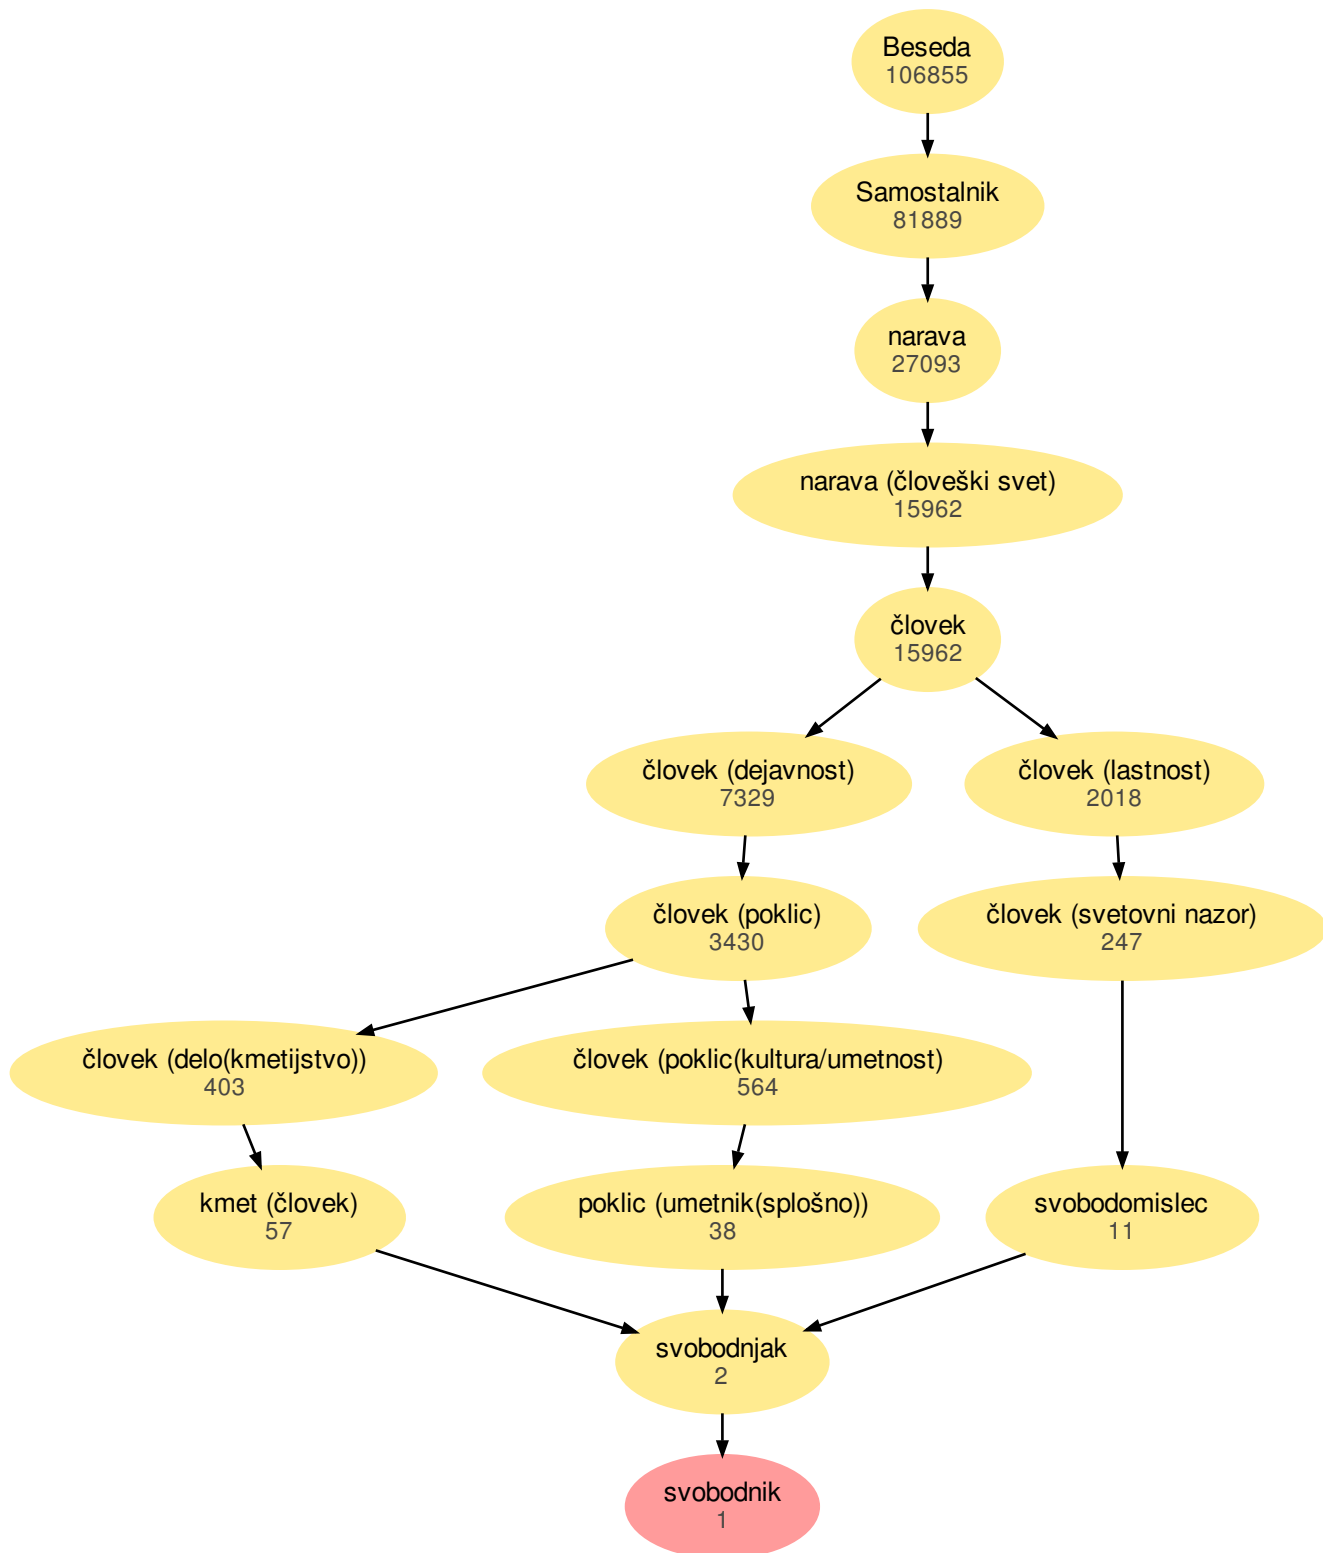 Beseda
106855
Samostalnik
81889
narava
27093
narava (človeški svet)
15962
človek
15962
človek (dejavnost)
7329
človek (lastnost)
2018
človek (poklic)
3430
človek (svetovni nazor)
247
človek (delo(kmetijstvo))
403
človek (poklic(kultura/umetnost)
564
kmet (človek)
57
poklic (umetnik(splošno))
38
svobodomislec
11
svobodnjak
2
svobodnik
1